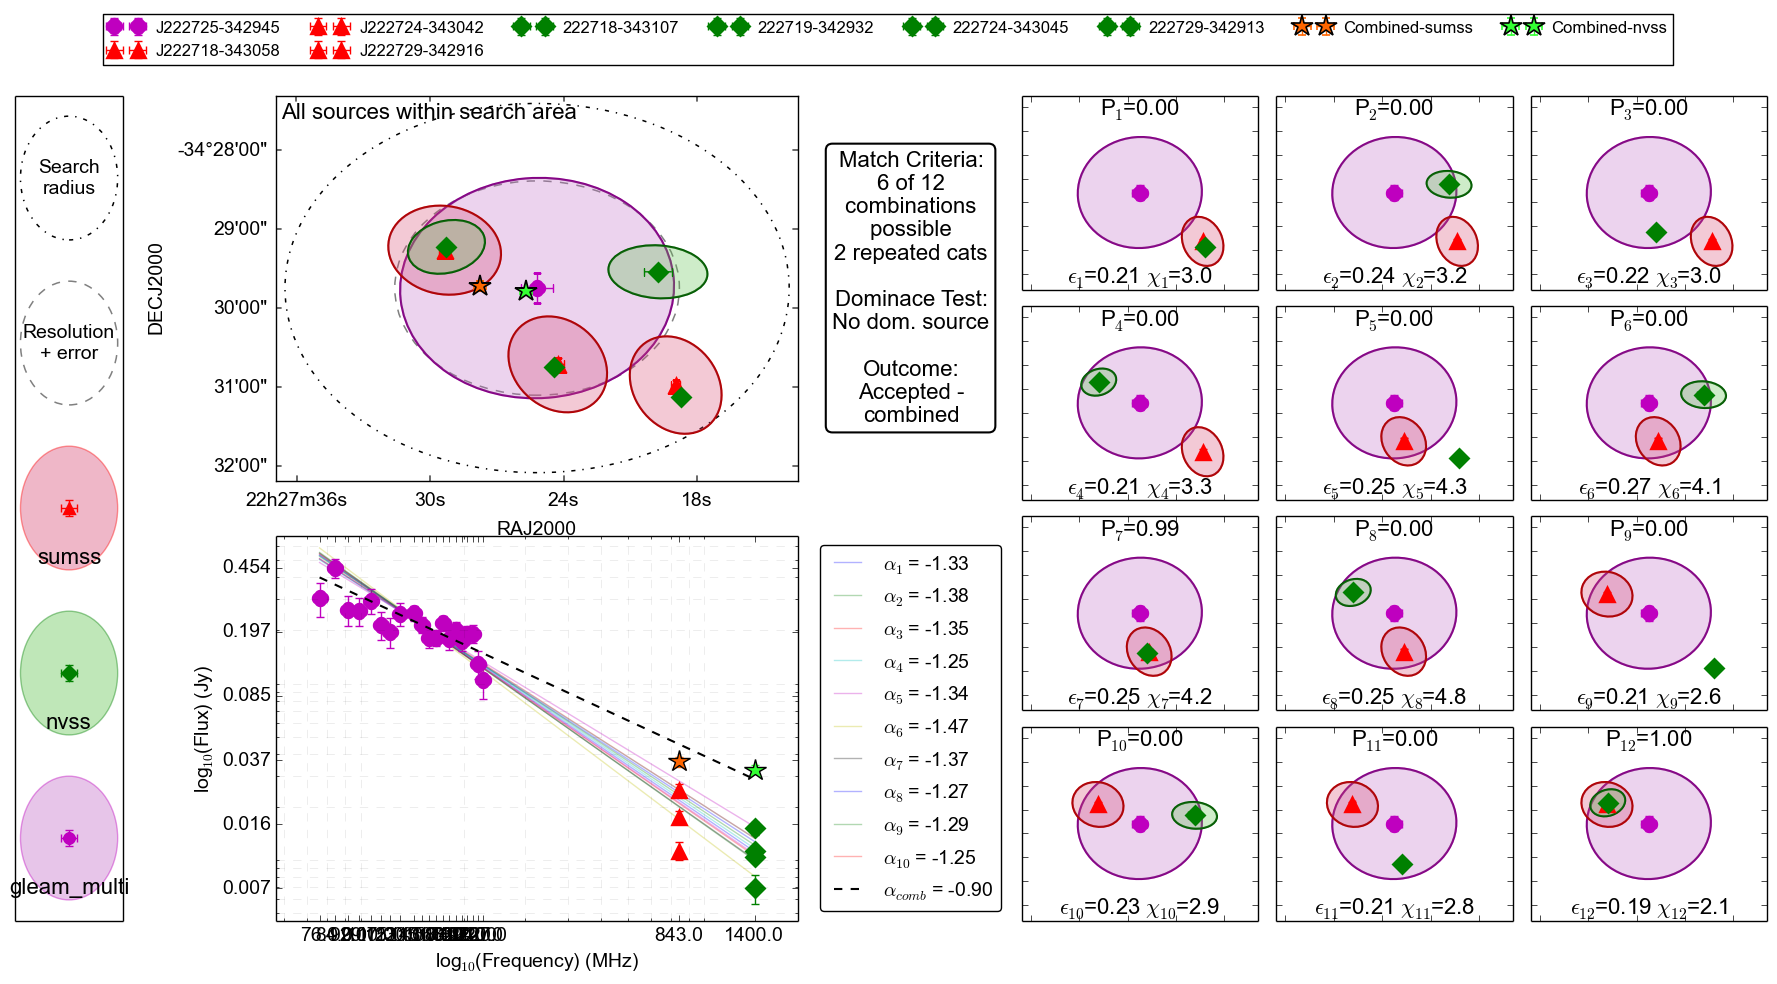 J222725-342945
J222724-343042
222718-343107
222719-342932
222724-343045
222729-342913
Combined-sumss
Combined-nvss
J222718-343058
J222729-342916
Search
radius
Resolution
+ error
sumss
nvss
gleam_multi
All sources within search area
-34°28'00"
29'00"
30'00"
31'00"
32'00"
DECJ2000
22h27m36s
30s
24s
18s
RAJ2000
Match Criteria:
6 of 12
combinations
possible
2 repeated cats
Dominace Test:
No dom. source
Outcome:
Accepted -
combined
0.454
0.197
0.085
0.037
0.016
0.007
log10(Flux) (Jy)
843.0
1400.0
log10(Frequency) (MHz)
α1 = -1.33
α2 = -1.38
α3 = -1.35
α4 = -1.25
α5 = -1.34
α6 = -1.47
α7 = -1.37
α8 = -1.27
α9 = -1.29
α10 = -1.25
αcomb = -0.90
P1=0.00
ϵ1=0.21 χ1=3.0
P2=0.00
ϵ2=0.24 χ2=3.2
P3=0.00
ϵ3=0.22 χ3=3.0
P4=0.00
ϵ4=0.21 χ4=3.3
P5=0.00
ϵ5=0.25 χ5=4.3
P6=0.00
ϵ6=0.27 χ6=4.1
P7=0.99
ϵ7=0.25 χ7=4.2
P8=0.00
ϵ8=0.25 χ8=4.8
P9=0.00
ϵ9=0.21 χ9=2.6
P10=0.00
ϵ10=0.23 χ10=2.9
P11=0.00
ϵ11=0.21 χ11=2.8
P12=1.00
ϵ12=0.19 χ12=2.1